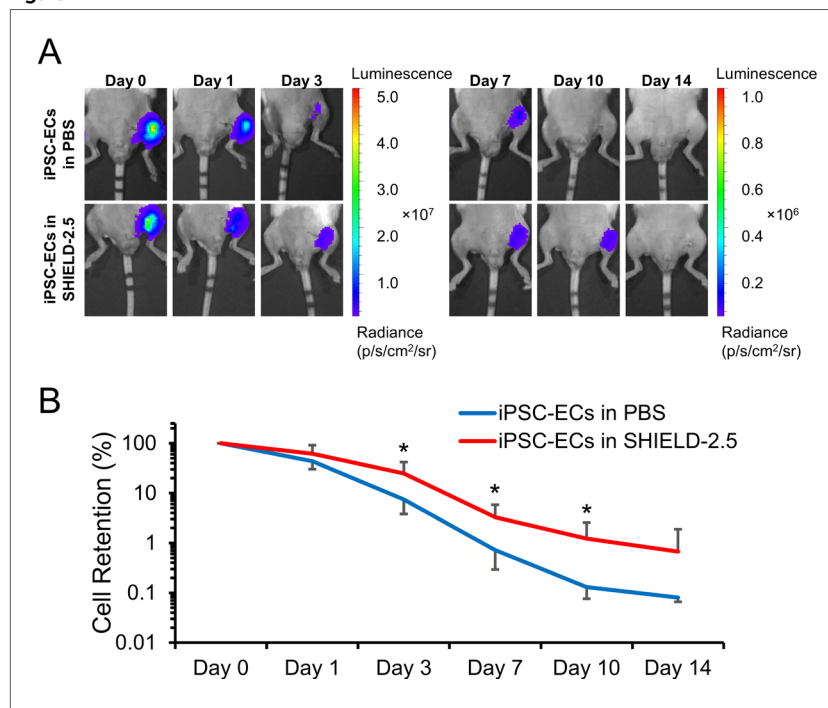 A
Day 0 Day 1 Day 3 Luminescence Day 7 Day 10 Day 14 Luminescence
iPSC-ECs
in PBS
iPSC-ECs in
SHIELD-2.5
5.0
4.0
3.0
×10⁷
2.0
1.0
Radiance
(p/s/cm²/sr)
1.0
0.8
0.6
×10⁶
0.4
0.2
Radiance
(p/s/cm²/sr)
B
iPSC-ECs in PBS
iPSC-ECs in SHIELD-2.5
Cell Retention (%)
100
10
1
0.1
0.01
* * *
Day 0 Day 1 Day 3 Day 7 Day 10 Day 14